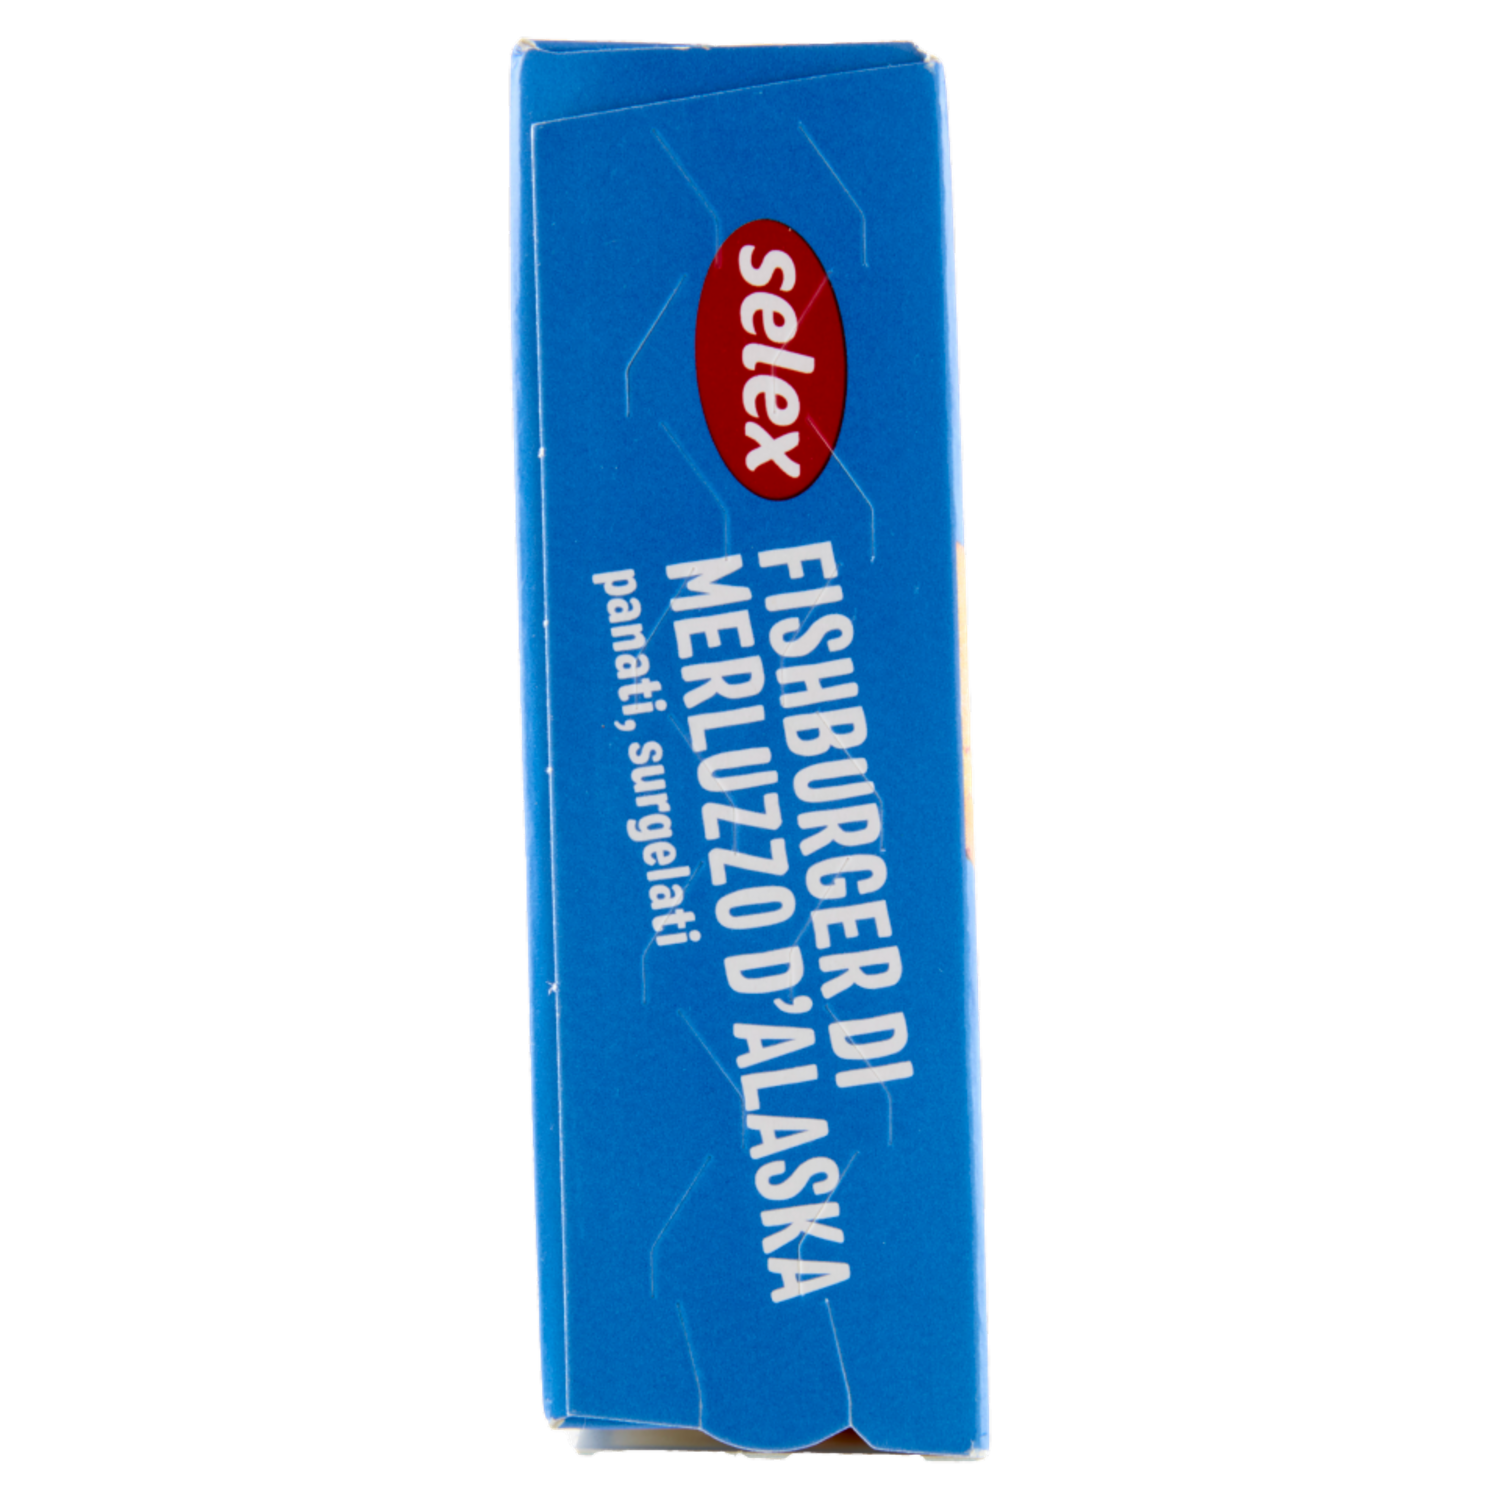 selex
FISHBURGER DI
MERLUZZO D'ALASKA
panati, surgelati